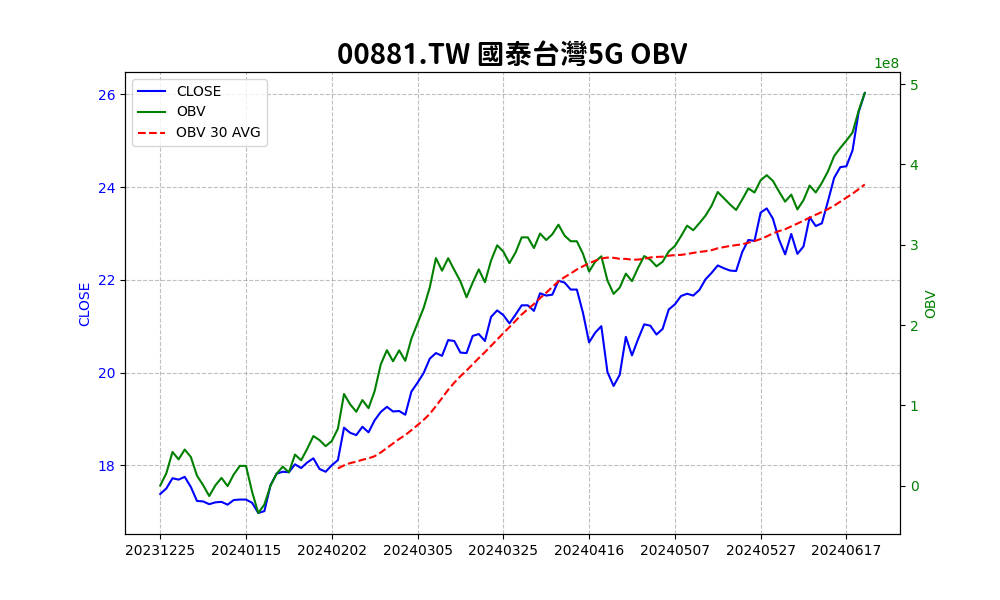 00881.TW 國泰台灣5G OBV
1e8
CLOSE
OBV
OBV 30 AVG
26
24
22
20
18
CLOSE
5
4
3
2
1
0
OBV
20231225 20240115 20240202 20240305 20240325 20240416 20240507 20240527 20240617